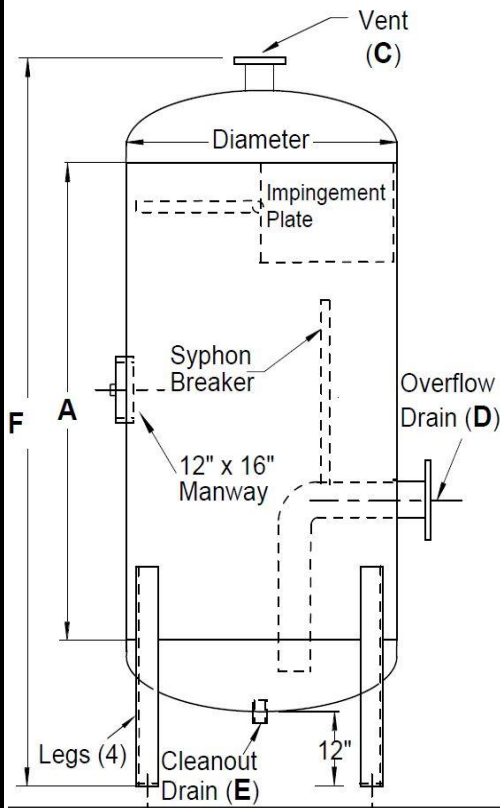 Vent
(C)
Diameter
Impingement
Plate
Syphon
Breaker
Overflow
Drain (D)
F
A
12" x 16"
Manway
Legs (4)
Cleanout
Drain (E)
12"